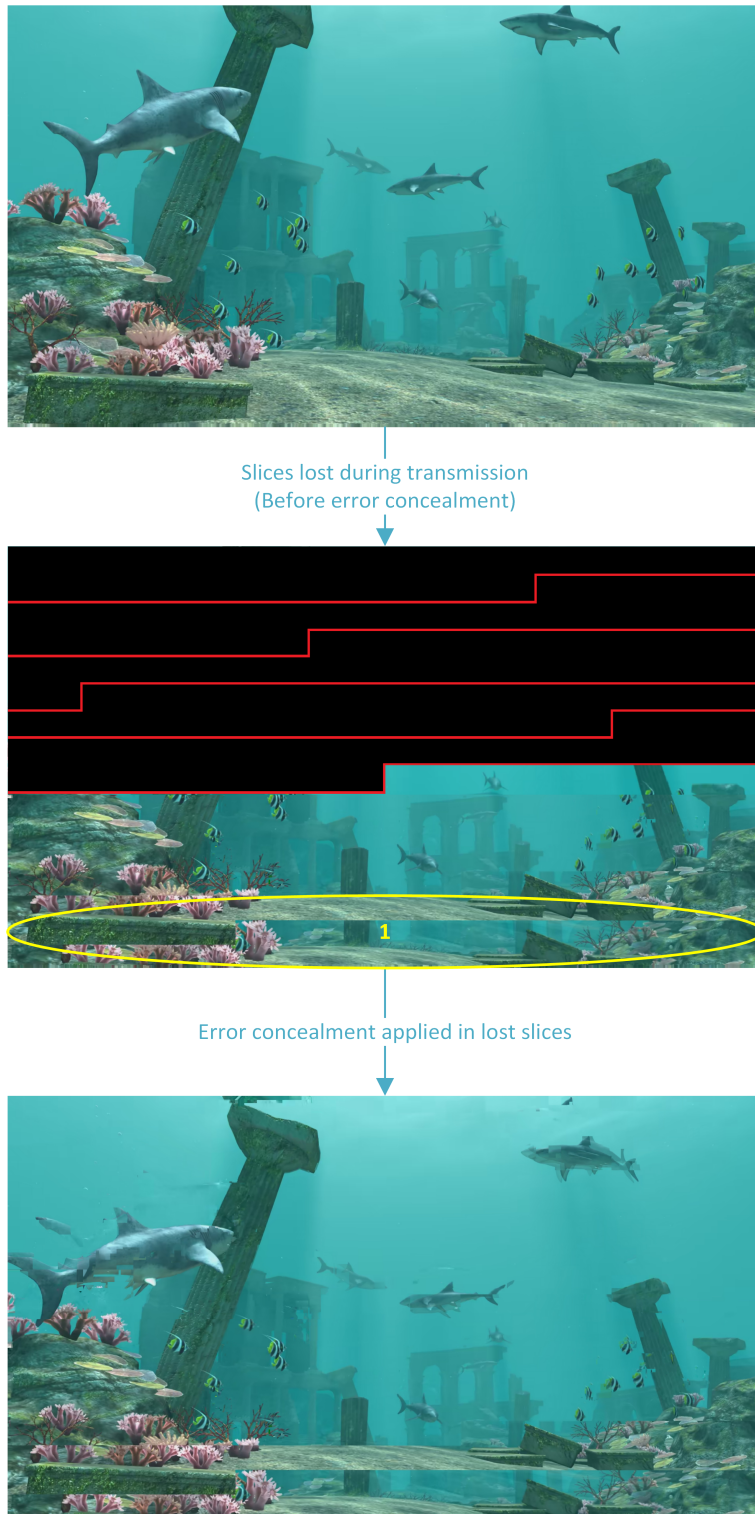 Slices lost during transmission
(Before error concealment)
1
Error concealment applied in lost slices